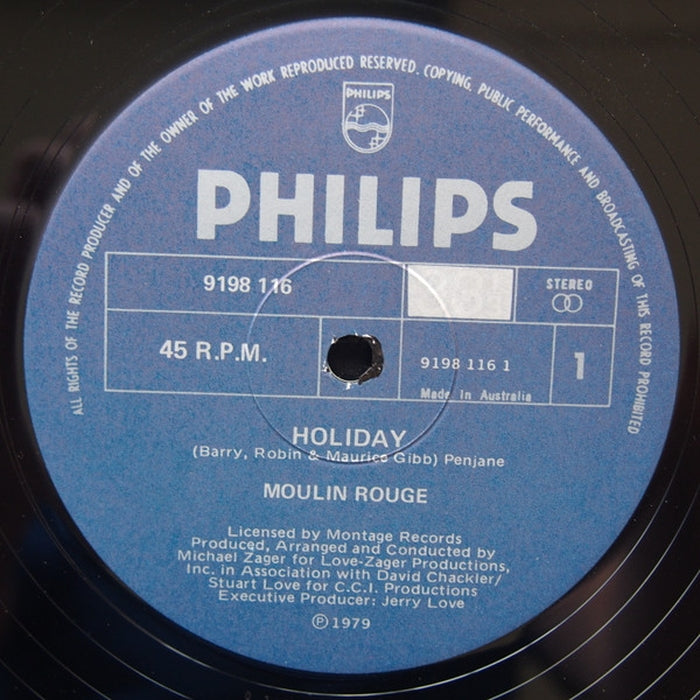 ALL RIGHTS OF THE RECORD PRODUCER AND OF THE OWNER OF THE WORK REPRODUCED RESERVED. COPYING, PUBLIC PERFORMANCE AND BROADCASTING OF THIS RECORD PROHIBITED
PHILIPS
PHILIPS
9198 116
STEREO
45 R.P.M.
9198 116 1
1
Made in Australia
HOLIDAY
(Barry, Robin & Maurice Gibb) Penjane
MOULIN ROUGE
Licensed by Montage Records
Produced, Arranged and Conducted by
Michael Zager for Love-Zager Productions,
Inc. in Association with David Chackler/
Stuart Love for C.C.I. Productions
Executive Producer: Jerry Love
Ⓟ 1979